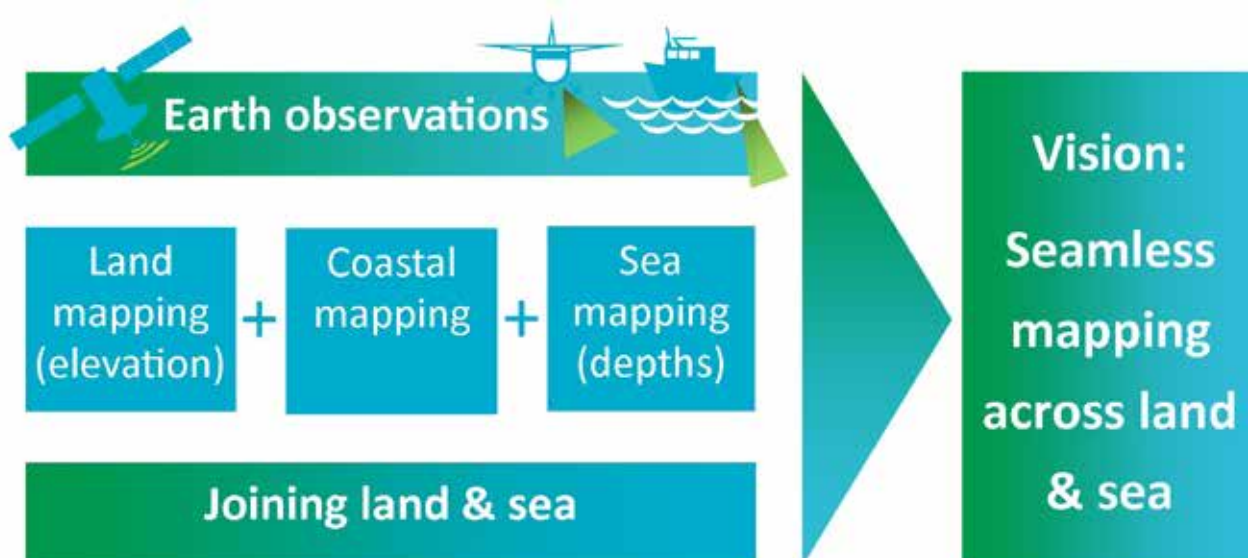 Earth observations
Land
mapping
(elevation)
+
Coastal
mapping
+
Sea
mapping
(depths)
Joining land & sea
Vision:
Seamless
mapping
across land
& sea